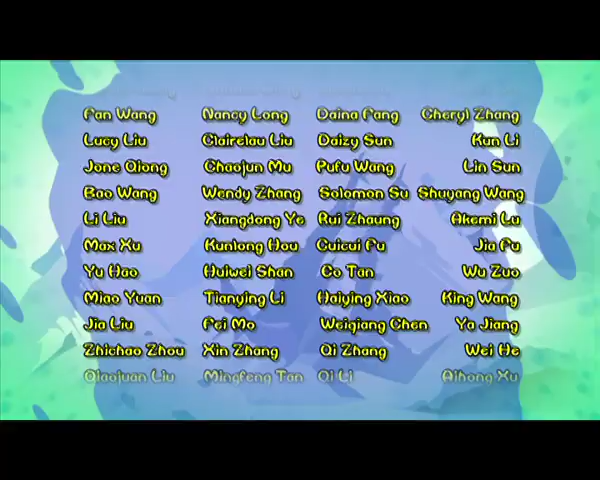 Fan Wang Nancy Long Daina Fang Cheryl Zhang
Lucy Liu Clairelau Liu Daizy Sun Kun Li
Jone Qiong Chaojun Mu Pufu Wang Lin Sun
Bao Wang Wendy Zhang Solomon Su Shuyang Wang
Li Liu Xiangdong Ye Rui Zhaung Akemi Lu
Max Xu Kunlong Hou Cuicui Fu Jia Fu
Yu Hao Huiwei Shan Co Tan Wu Zuo
Miao Yuan Tianying Li Haiying Xiao King Wang
Jia Liu Fei Mo Weiqiang Chen Ya Jiang
Zhichao Zhou Xin Zhang Qi Zhang Wei He
Qiaojuan Liu Mingfeng Tan Qi Li Aihong Xu